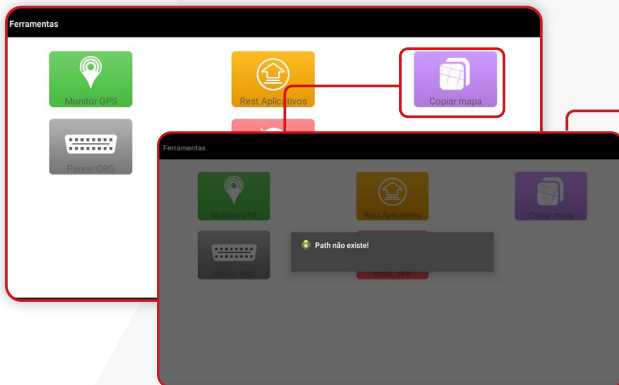 Ferramentas
Monitor GPS
Rest.Aplicativos
Copiar mapa
Parear OBD
Ferramentas
Monitor GPS
Rest.Aplicativos
Copiar mapa
Path não existe!
Parear OBD